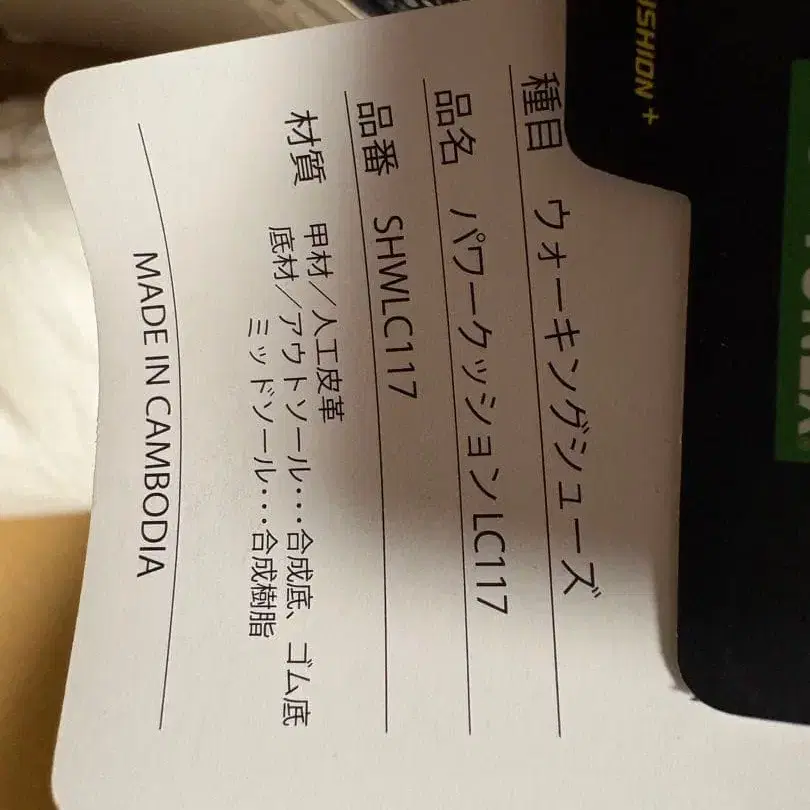 種目 ウォーキングシューズ
品名 パワークッションLC117
品番 SHWLC117
材質 甲材／人工皮革
底材／アウトソール･･･合成底、ゴム底
ミッドソール･･･合成樹脂
MADE IN CAMBODIA